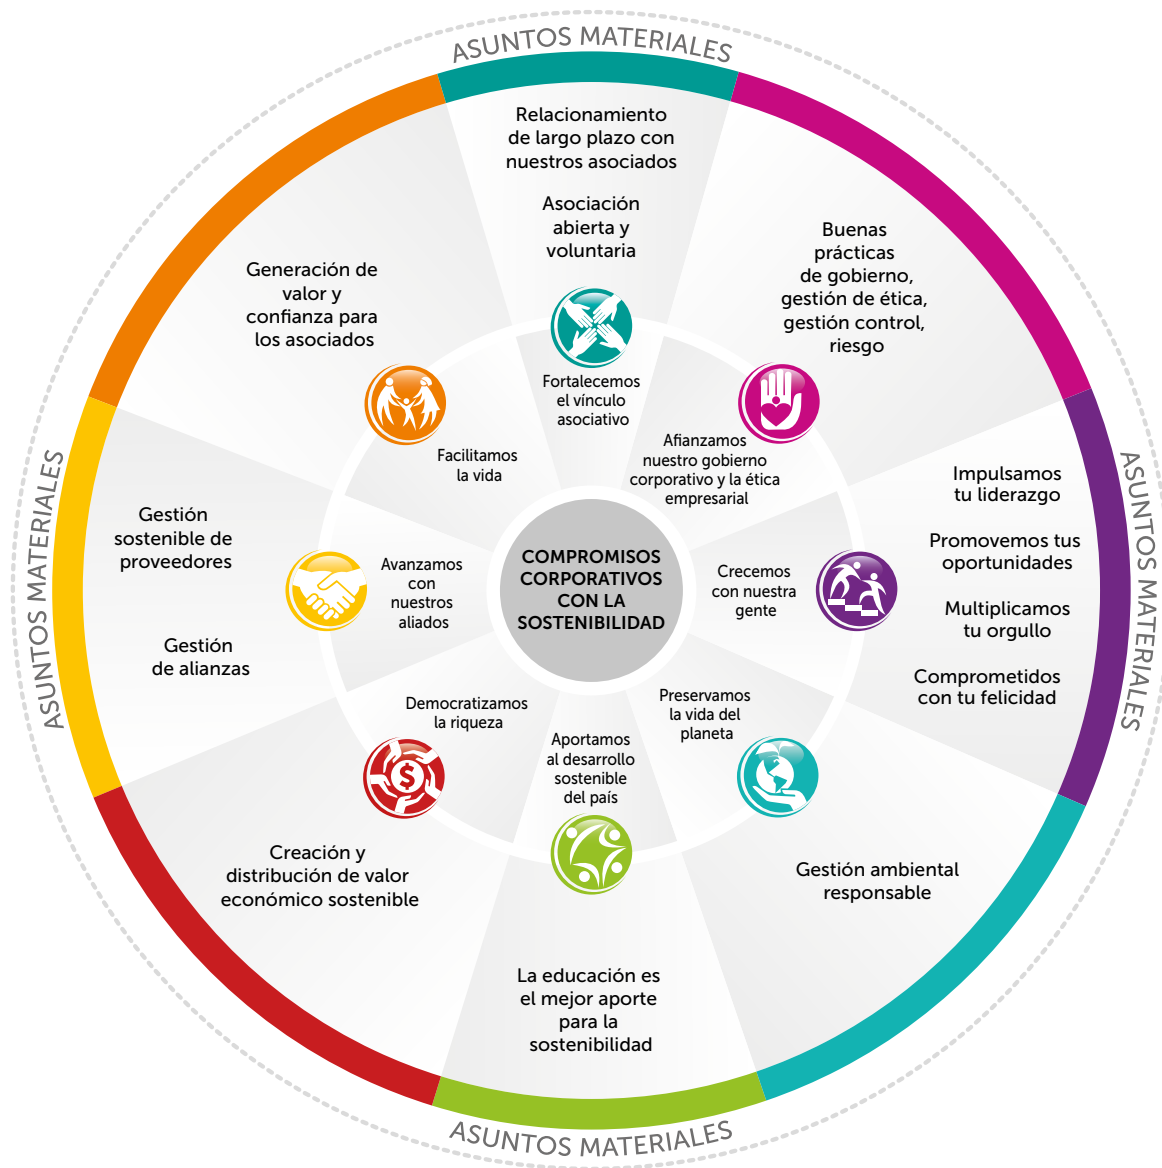 ASUNTOS MATERIALES
Relacionamiento
de largo plazo con
nuestros asociados
Asociación
abierta y
voluntaria
Fortalecemos
el vínculo
asociativo
Buenas
prácticas
de gobierno,
gestión de ética,
gestión control,
riesgo
Afianzamos
nuestro gobierno
corporativo y la ética
empresarial
ASUNTOS MATERIALES
Impulsamos
tu liderazgo
Promovemos tus
oportunidades
Multiplicamos
tu orgullo
Comprometidos
con tu felicidad
Crecemos
con nuestra
gente
Gestión ambiental
responsable
Preservamos
la vida del
planeta
ASUNTOS MATERIALES
La educación es
el mejor aporte
para la
sostenibilidad
Aportamos
al desarrollo
sostenible
del país
Creación y
distribución de valor
económico sostenible
Democratizamos
la riqueza
$
ASUNTOS MATERIALES
Gestión
sostenible de
proveedores
Gestión
de alianzas
Avanzamos
con
nuestros
aliados
Generación de
valor y
confianza para
los asociados
Facilitamos
la vida
COMPROMISOS
CORPORATIVOS
CON LA
SOSTENIBILIDAD